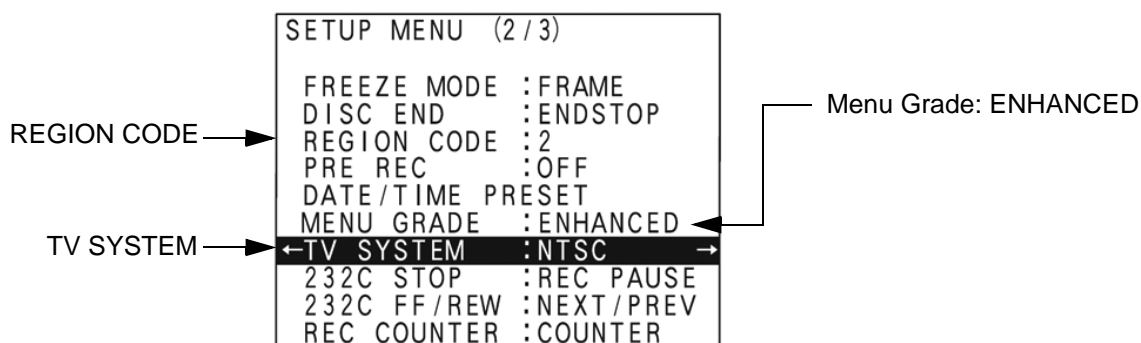 SETUP MENU (2/3)
FREEZE MODE :FRAME
DISC END :ENDSTOP
REGION CODE :2
PRE REC :OFF
DATE/TIME PRESET
MENU GRADE :ENHANCED
←TV SYSTEM :NTSC →
232C STOP :REC PAUSE
232C FF/REW :NEXT/PREV
REC COUNTER :COUNTER
REGION CODE
TV SYSTEM
Menu Grade: ENHANCED